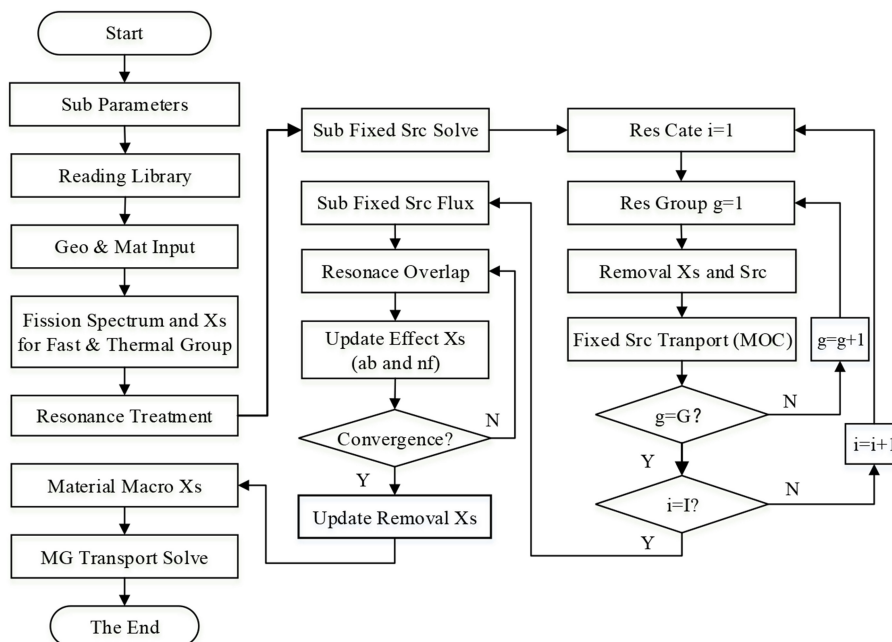 Start
Sub Parameters
Reading Library
Geo & Mat Input
Fission Spectrum and Xs
for Fast & Thermal Group
Resonance Treatment
Material Macro Xs
MG Transport Solve
The End
Sub Fixed Src Solve
Sub Fixed Src Flux
Resonace Overlap
Update Effect Xs
(ab and nf)
Convergence?
N
Y
Update Removal Xs
Res Cate i=1
Res Group g=1
Removal Xs and Src
Fixed Src Tranport (MOC)
g=G?
N
Y
i=I?
N
Y
g=g+1
i=i+1